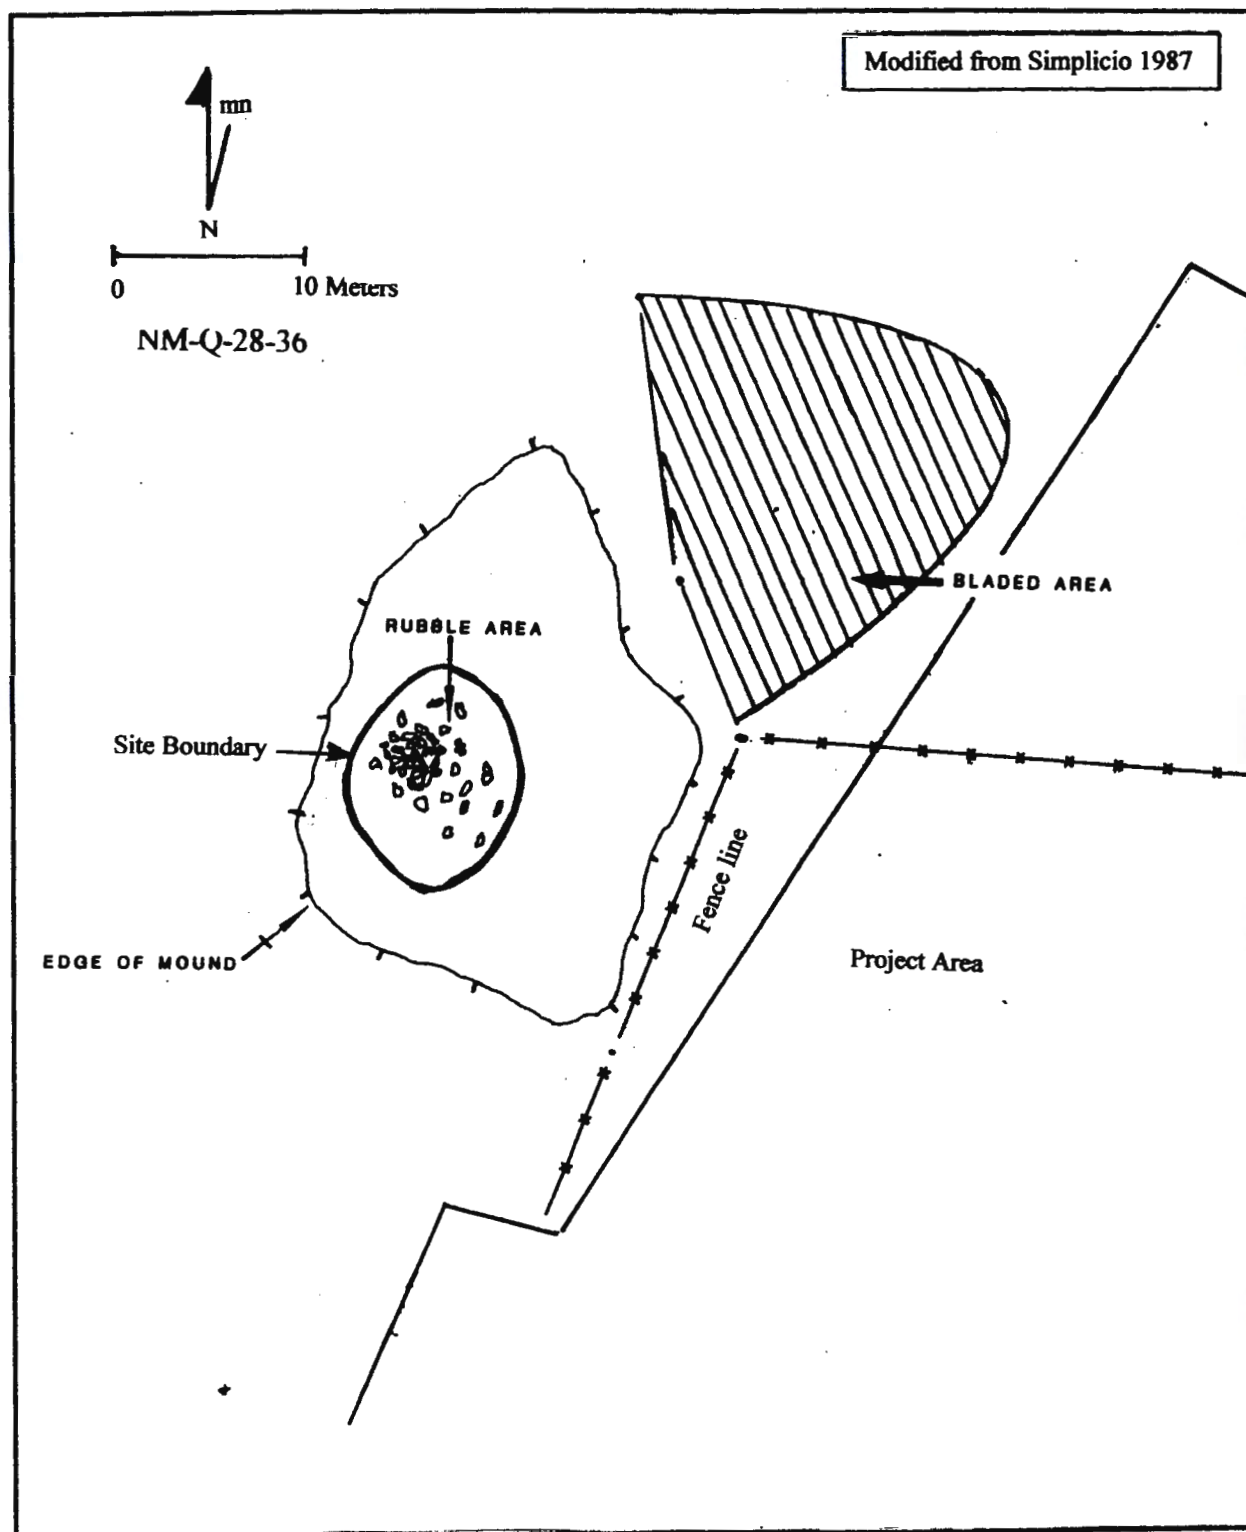 Modified from Simplicio 1987
mn
N
0 10 Meters
NM-Q-28-36
BLADED AREA
RUBBLE AREA
Site Boundary
Fence line
EDGE OF MOUND
Project Area